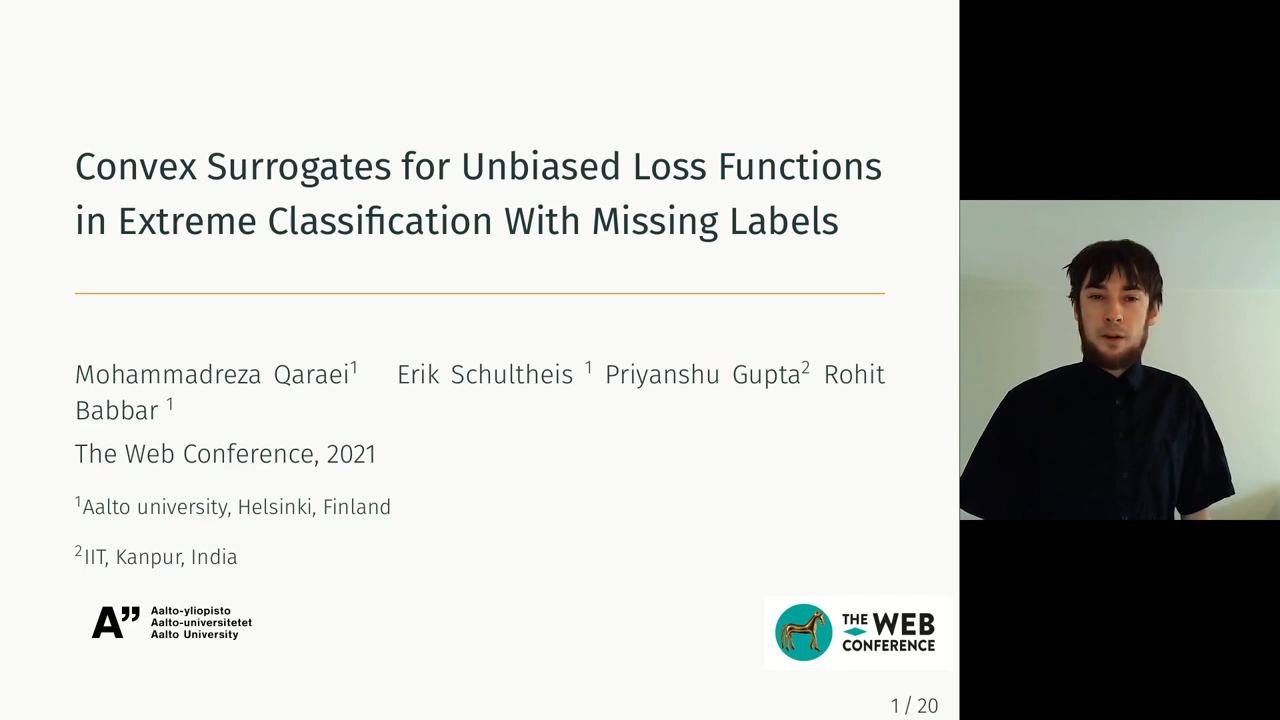 Convex Surrogates for Unbiased Loss Functions
in Extreme Classification With Missing Labels
Mohammadreza Qaraei¹ Erik Schultheis ¹ Priyanshu Gupta² Rohit
Babbar ¹
The Web Conference, 2021
¹Aalto university, Helsinki, Finland
²IIT, Kanpur, India
A”
Aalto-yliopisto
Aalto-universitetet
Aalto University
THE WEB
CONFERENCE
1 / 20